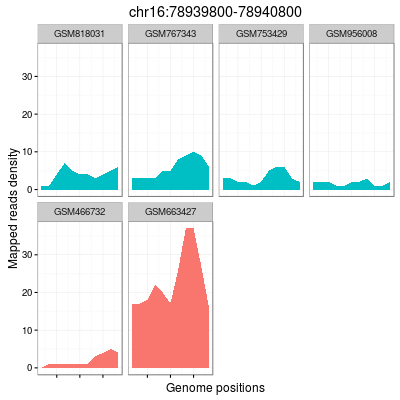 chr16:78939800-78940800
GSM818031 GSM767343 GSM753429 GSM956008
30
20
10
0
GSM466732 GSM663427
30
20
10
0
Mapped reads density
Genome positions